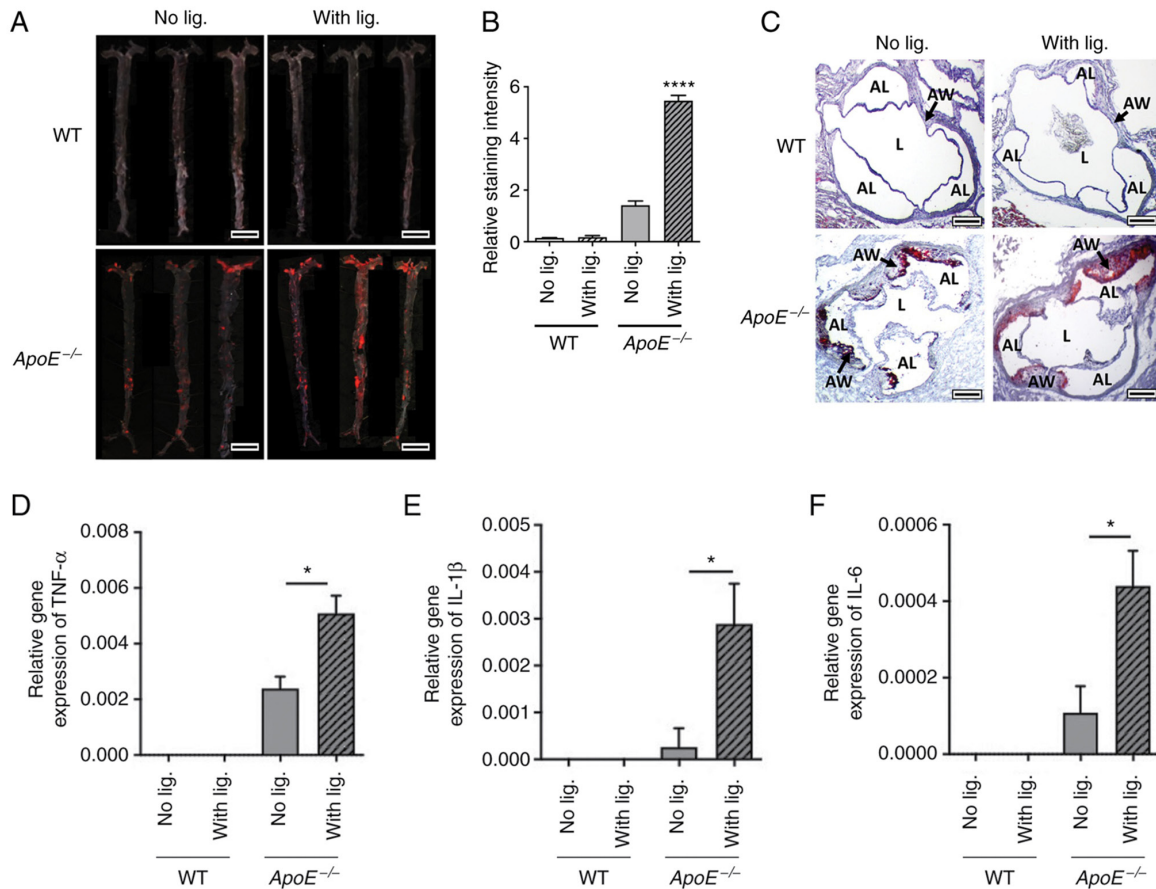 A
No lig.
With lig.
WT
ApoE−/−
B
Relative staining intensity
6
4
2
0
****
No lig.
With lig.
No lig.
With lig.
WT
ApoE−/−
C
No lig.
With lig.
WT
AL
AW
L
AL
AL
AL
AW
AL
L
AL
ApoE−/−
AW
AL
L
AL
AL
AW
AW
AL
L
AL
AW
AL
D
Relative gene
expression of TNF-α
0.008
0.006
0.004
0.002
0.000
*
No lig.
With lig.
No lig.
With lig.
WT
ApoE−/−
E
Relative gene
expression of IL-1β
0.005
0.004
0.003
0.002
0.001
0.000
*
No lig.
With lig.
No lig.
With lig.
WT
ApoE−/−
F
Relative gene
expression of IL-6
0.0006
0.0004
0.0002
0.0000
*
No lig.
With lig.
No lig.
With lig.
WT
ApoE−/−